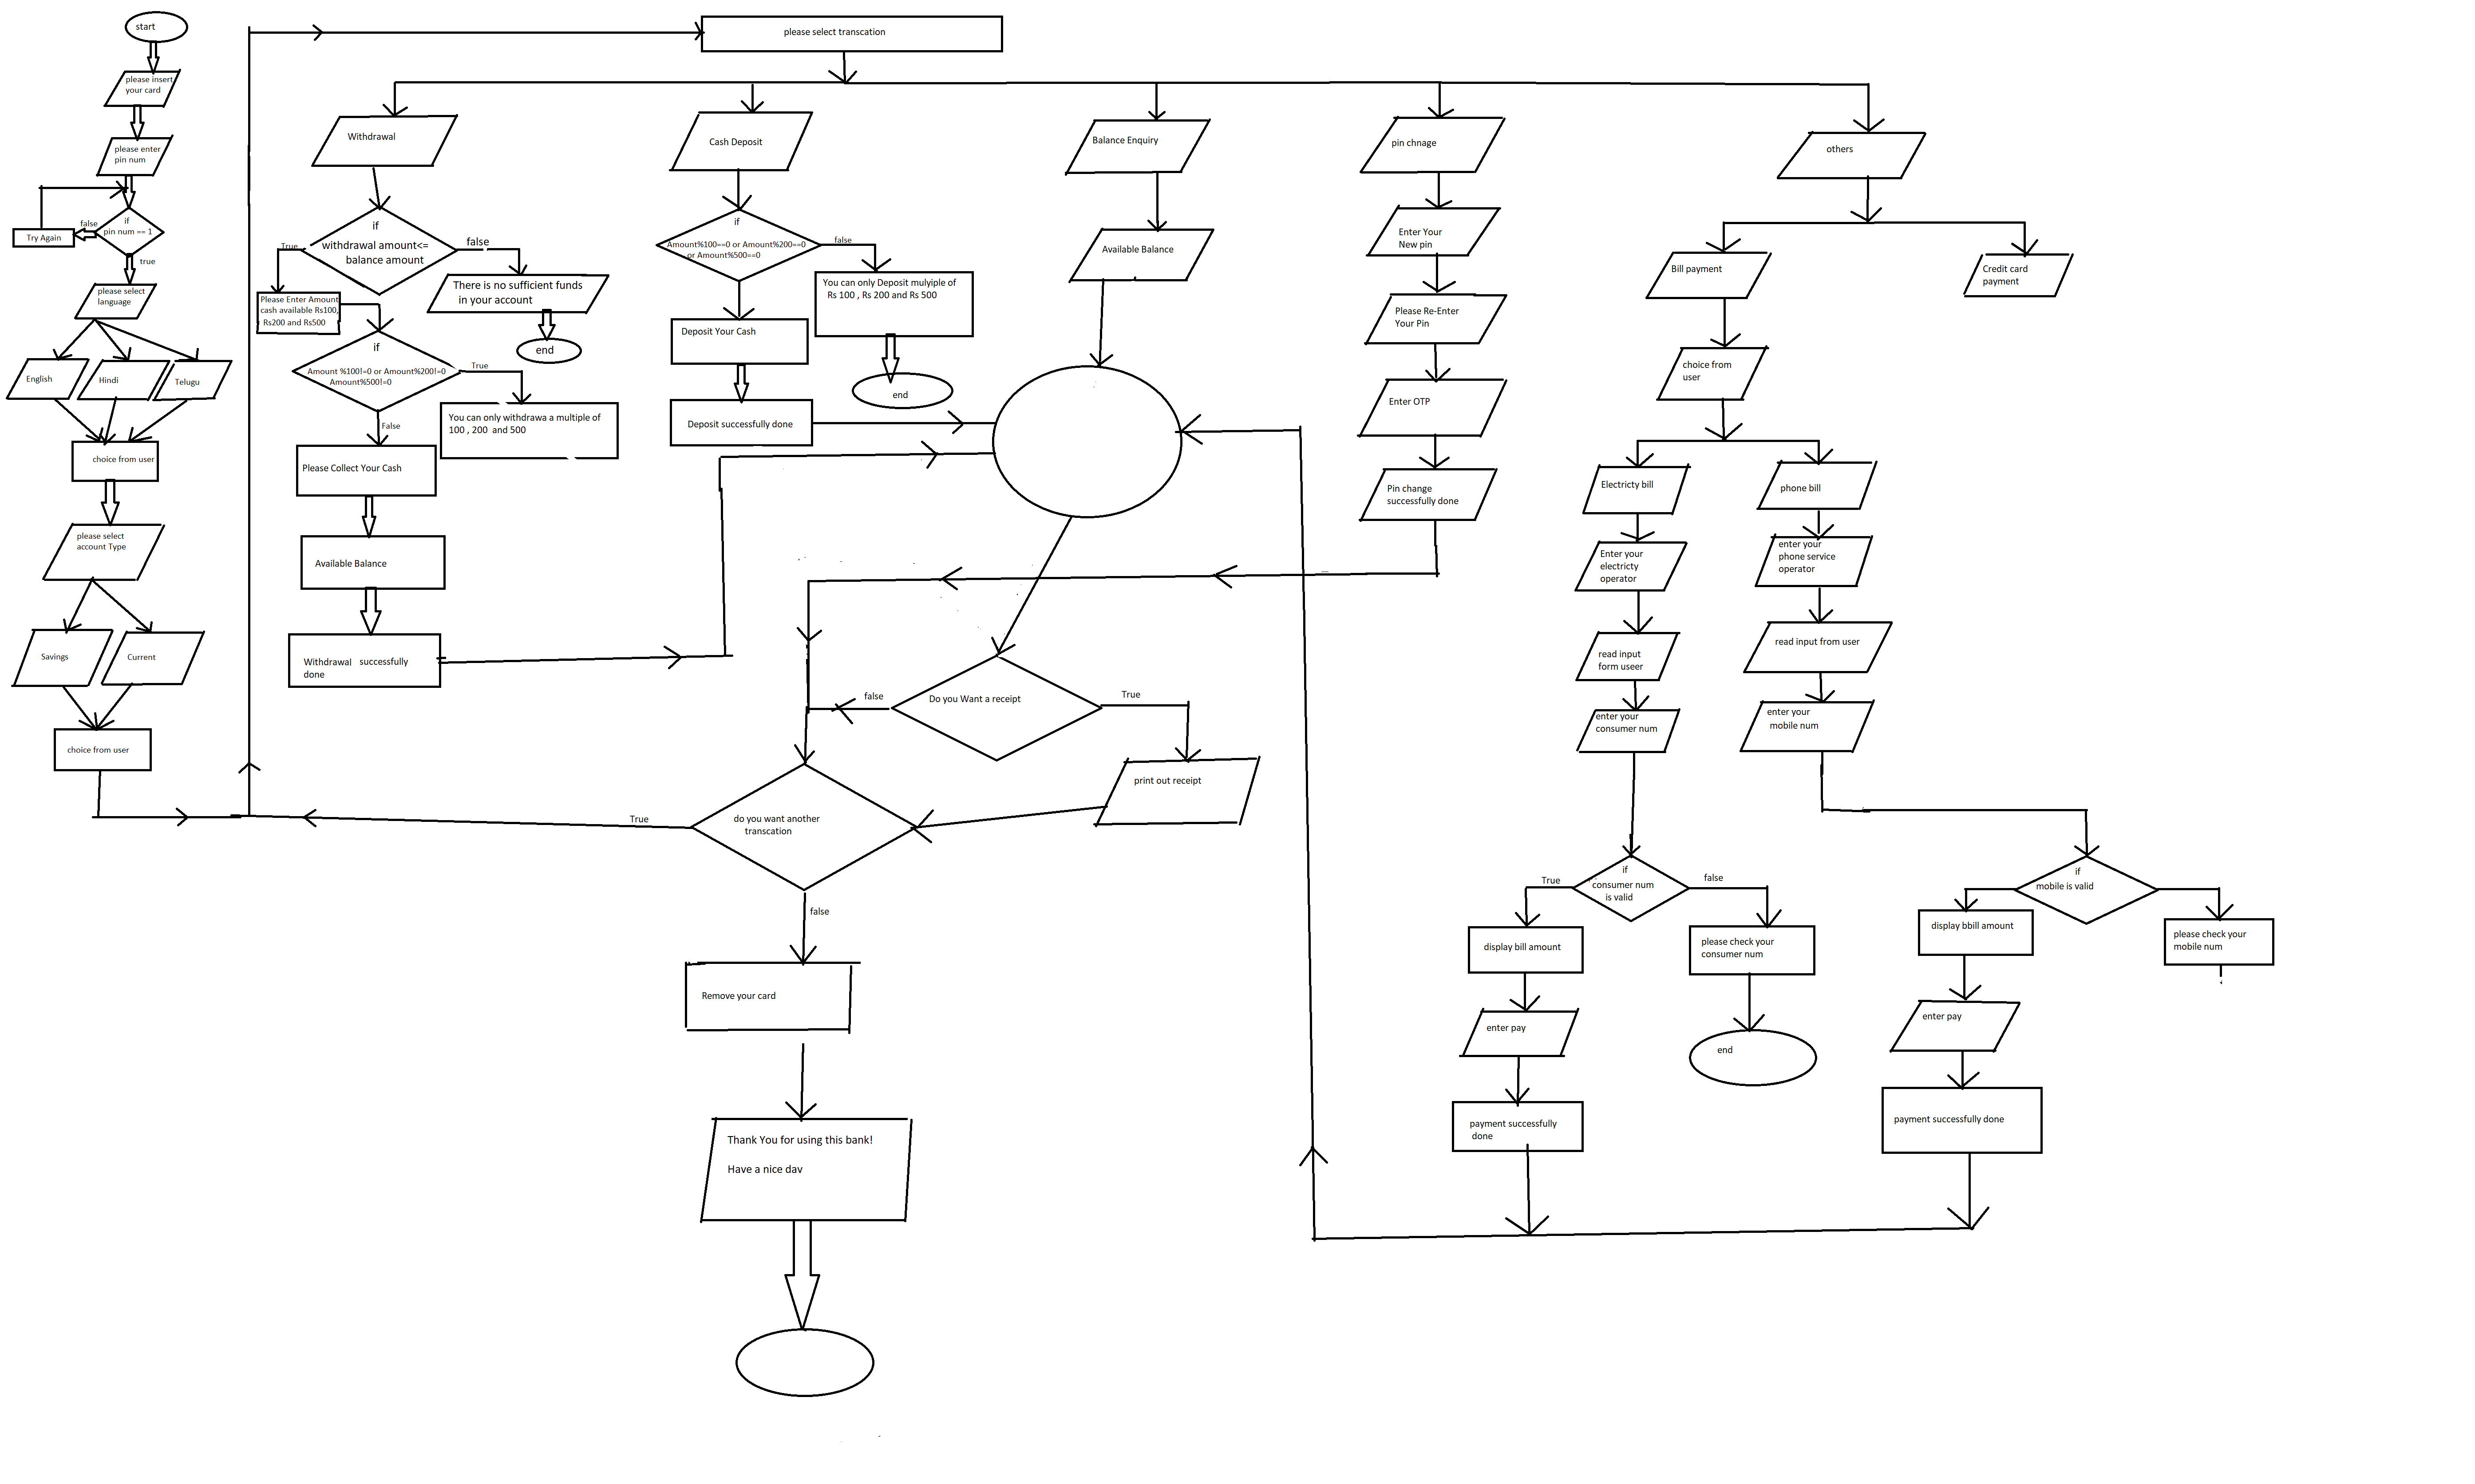 start
please insert
your card
please enter
pin num
if
pin num == 1
false
Try Again
true
please select
language
English
Hindi
Telugu
choice from user
please select
account Type
Savings
Current
choice from user
please select transcation
Withdrawal
if
withdrawal amount<=
balance amount
True
false
Please Enter Amount
cash available Rs100,
Rs200 and Rs500
There is no sufficient funds
in your account
end
if
Amount %100!=0 or Amount%200!=0
Amount%500!=0
True
You can only withdrawa a multiple of
100 , 200 and 500
False
Please Collect Your Cash
Available Balance
Withdrawal successfully
done
Cash Deposit
if
Amount%100==0 or Amount%200==0
or Amount%500==0
false
You can only Deposit mulyiple of
Rs 100 , Rs 200 and Rs 500
end
Deposit Your Cash
Deposit successfully done
Balance Enquiry
Available Balance
pin chnage
Enter Your
New pin
Please Re-Enter
Your Pin
Enter OTP
Pin change
successfully done
others
Bill payment
Credit card
payment
choice from
user
Electricty bill
phone bill
Enter your
electricty
operator
enter your
phone service
operator
read input
form useer
read input from user
enter your
consumer num
enter your
mobile num
if
consumer num
is valid
True
false
display bill amount
please check your
consumer num
enter pay
end
payment successfully
done
if
mobile is valid
display bbill amount
please check your
mobile num
enter pay
payment successfully done
Do you Want a receipt
false
True
print out receipt
do you want another
transcation
True
false
Remove your card
Thank You for using this bank!
Have a nice day